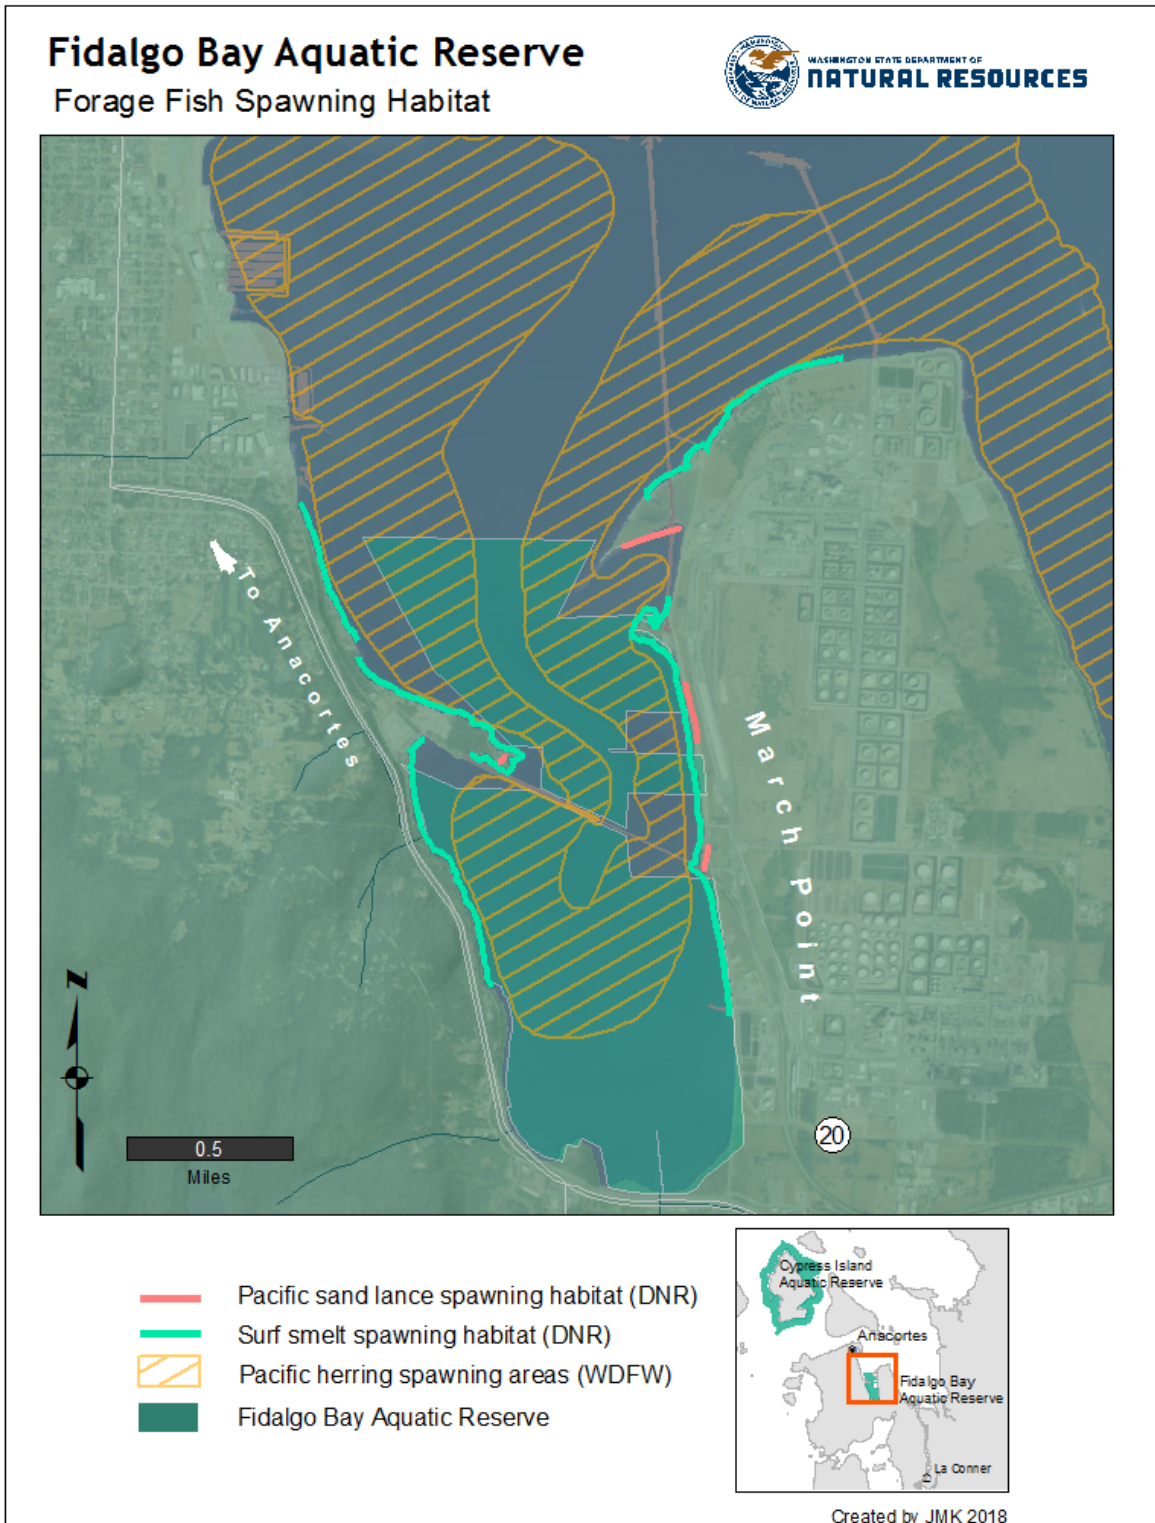 Fidalgo Bay Aquatic Reserve
Forage Fish Spawning Habitat
WASHINGTON STATE DEPARTMENT OF
NATURAL RESOURCES
To Anacortes
March Point
N
20
0.5
Miles
Pacific sand lance spawning habitat (DNR)
Surf smelt spawning habitat (DNR)
Pacific herring spawning areas (WDFW)
Fidalgo Bay Aquatic Reserve
Cypress Island
Aquatic Reserve
Anacortes
Fidalgo Bay
Aquatic Reserve
La Conner
Created by JMK 2018